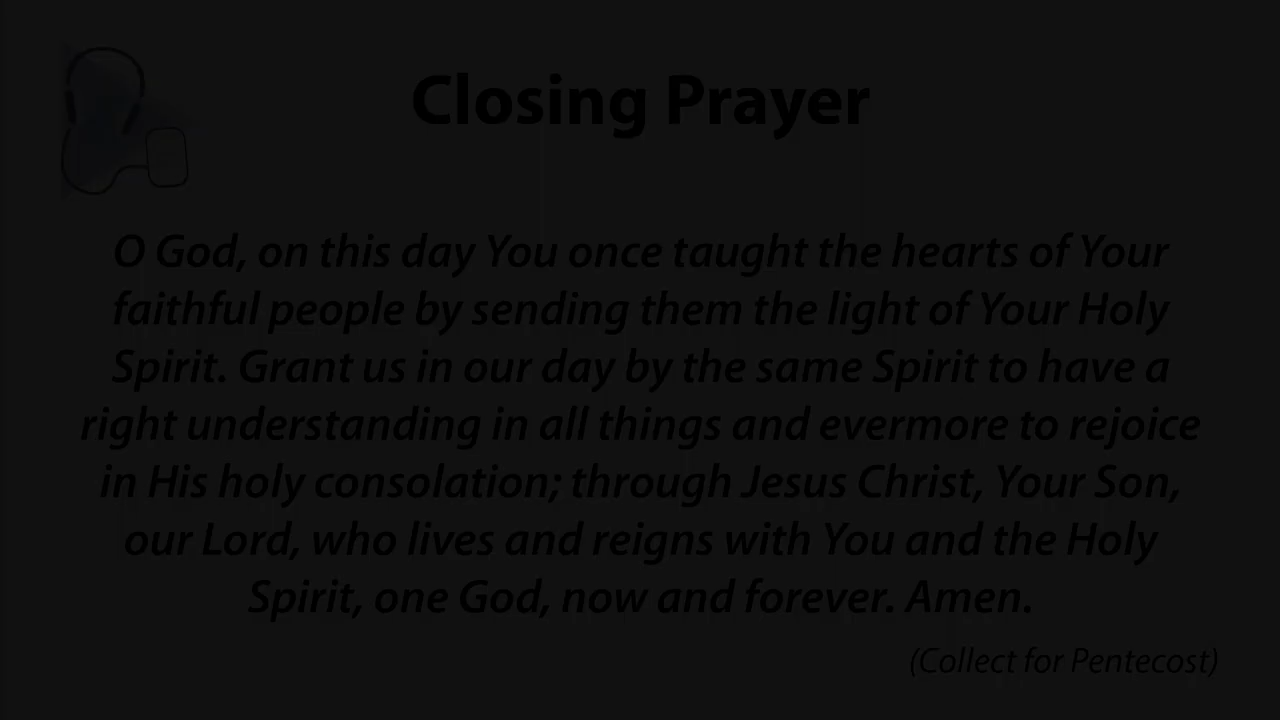 Closing Prayer
O God, on this day You once taught the hearts of Your
faithful people by sending them the light of Your Holy
Spirit. Grant us in our day by the same Spirit to have a
right understanding in all things and evermore to rejoice
in His holy consolation; through Jesus Christ, Your Son,
our Lord, who lives and reigns with You and the Holy
Spirit, one God, now and forever. Amen.
(Collect for Pentecost)